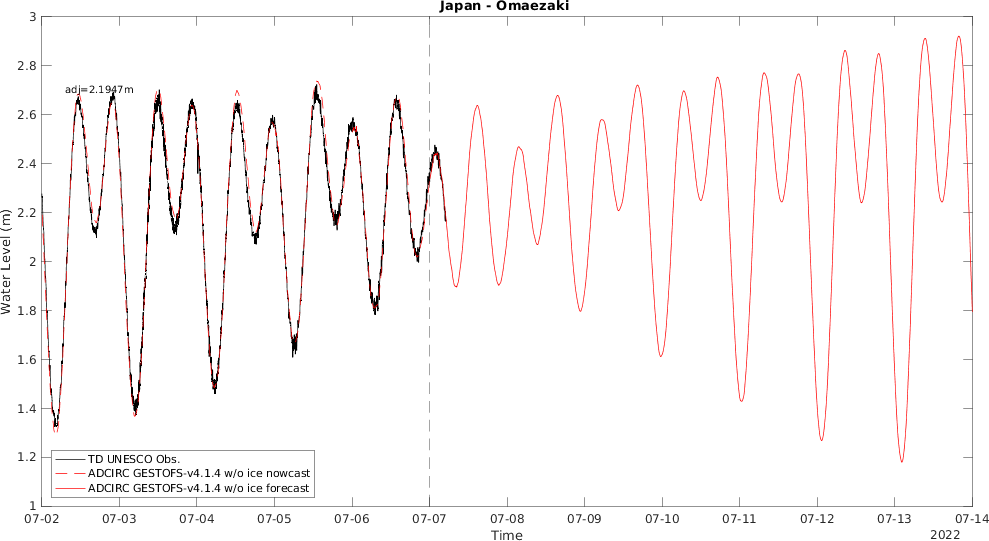 Japan - Omaezaki
3
2.8
adj=2.1947m
2.6
2.4
2.2
2
1.8
1.6
1.4
1.2
1
Water Level (m)
TD UNESCO Obs.
ADCIRC GESTOFS-v4.1.4 w/o ice nowcast
ADCIRC GESTOFS-v4.1.4 w/o ice forecast
07-02 07-03 07-04 07-05 07-06 07-07 07-08 07-09 07-10 07-11 07-12 07-13 07-14
Time
2022